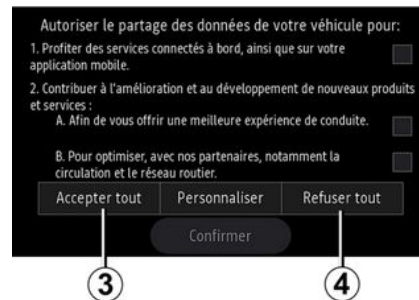 Autoriser le partage des données de votre véhicule pour:
1. Profiter des services connectés à bord, ainsi que sur votre
application mobile.
2. Contribuer à l'amélioration et au développement de nouveaux produits
et services :
A. Afin de vous offrir une meilleure expérience de conduite.
B. Pour optimiser, avec nos partenaires, notamment la
circulation et le réseau routier.
Accepter tout Personnaliser Refuser tout
Confirmer
3 4